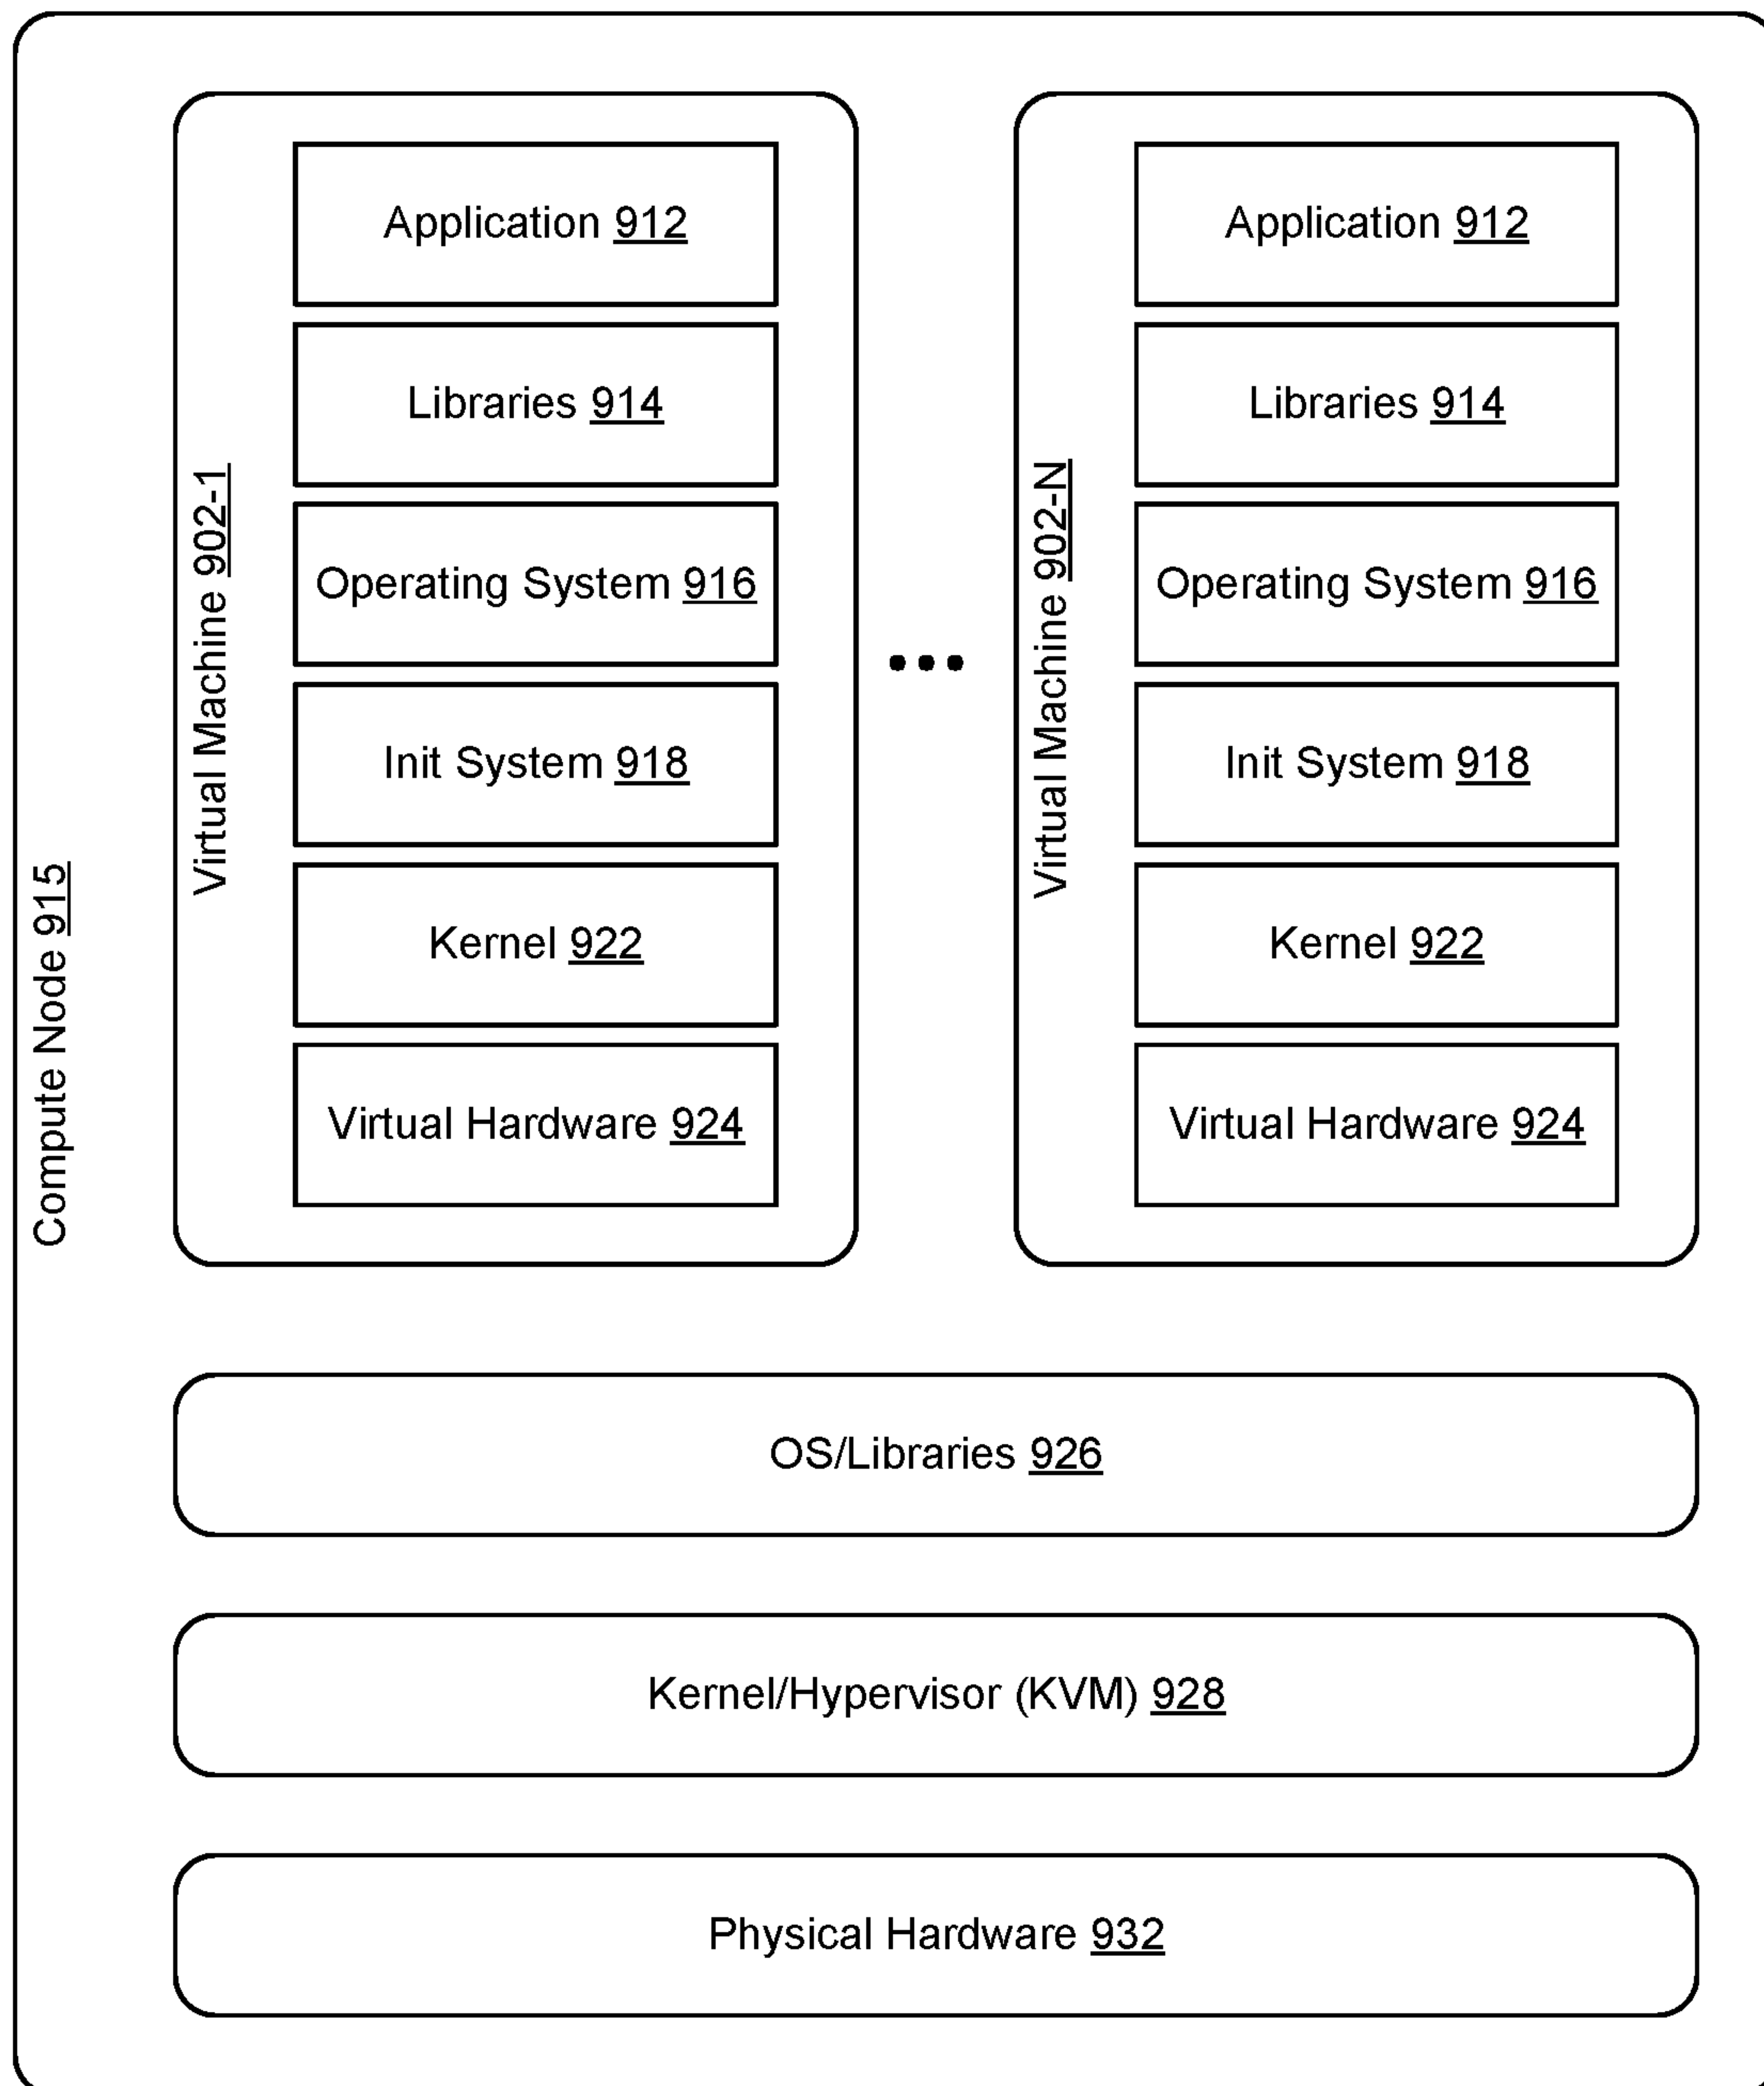 Compute Node 915
Virtual Machine 902-1
Application 912
Libraries 914
Operating System 916
Init System 918
Kernel 922
Virtual Hardware 924
Virtual Machine 902-N
Application 912
Libraries 914
Operating System 916
Init System 918
Kernel 922
Virtual Hardware 924
OS/Libraries 926
Kernel/Hypervisor (KVM) 928
Physical Hardware 932